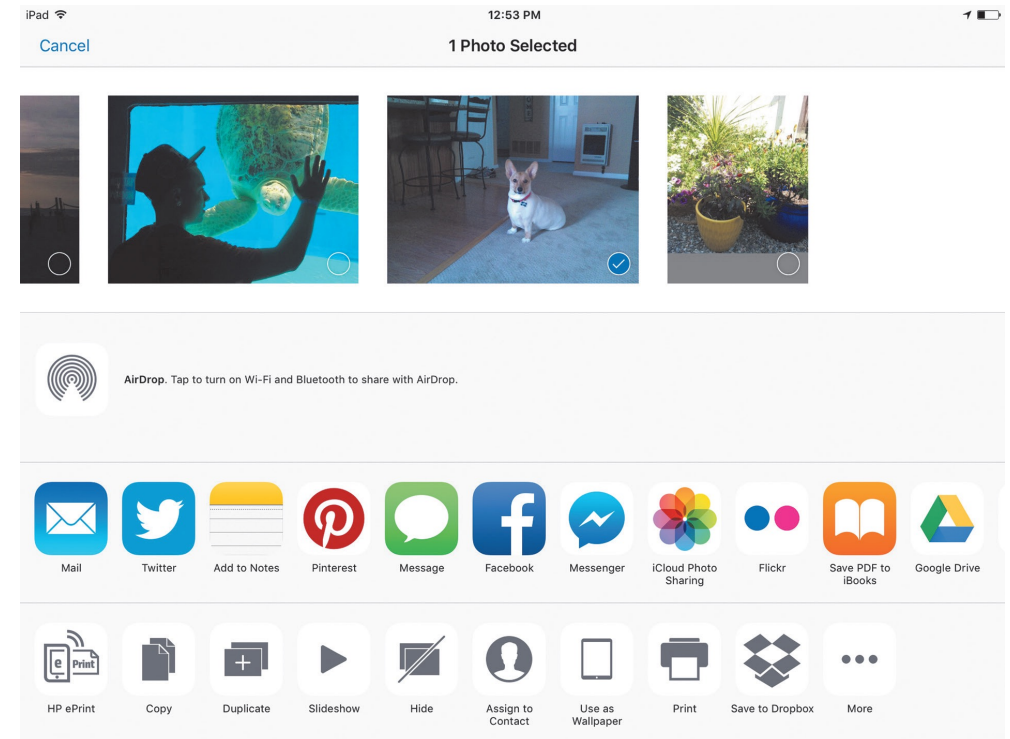 iPad 12:53 PM
Cancel 1 Photo Selected
AirDrop. Tap to turn on Wi-Fi and Bluetooth to share with AirDrop.
Mail Twitter Add to Notes Pinterest Message Facebook Messenger iCloud Photo Sharing Flickr Save PDF to iBooks Google Drive
e Print
HP ePrint Copy Duplicate Slideshow Hide Assign to Contact Use as Wallpaper Print Save to Dropbox More